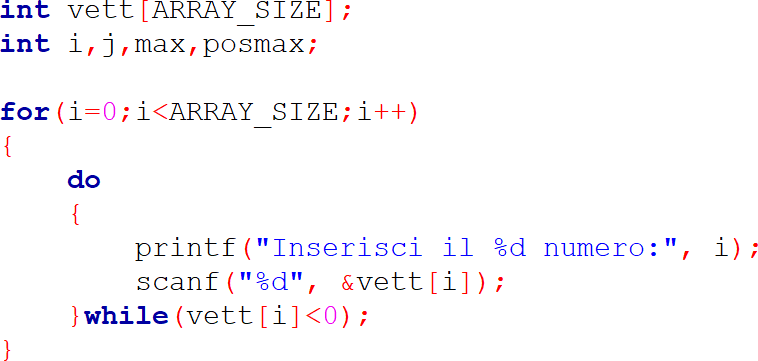 int vett[ARRAY_SIZE];
int i,j,max,posmax;
for(i=0;i<ARRAY_SIZE;i++)
{
do
{
printf("Inserisci il %d numero:", i);
scanf("%d", &vett[i]);
}while(vett[i]<0);
}